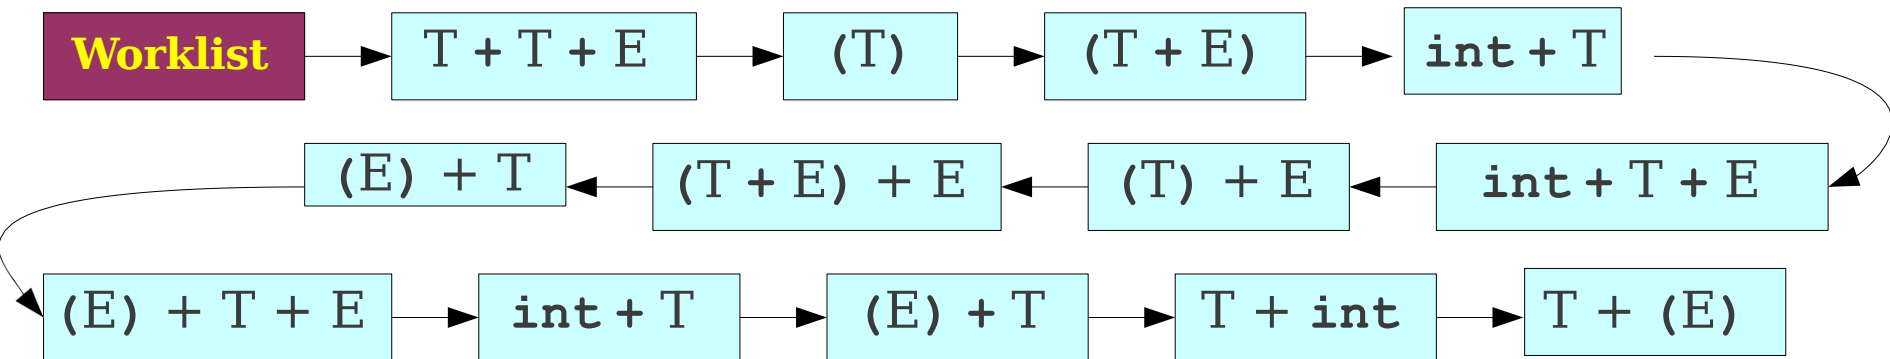 Worklist T + T + E (T) (T + E) int + T
(E) + T (T + E) + E (T) + E int + T + E
(E) + T + E int + T (E) + T T + int T + (E)